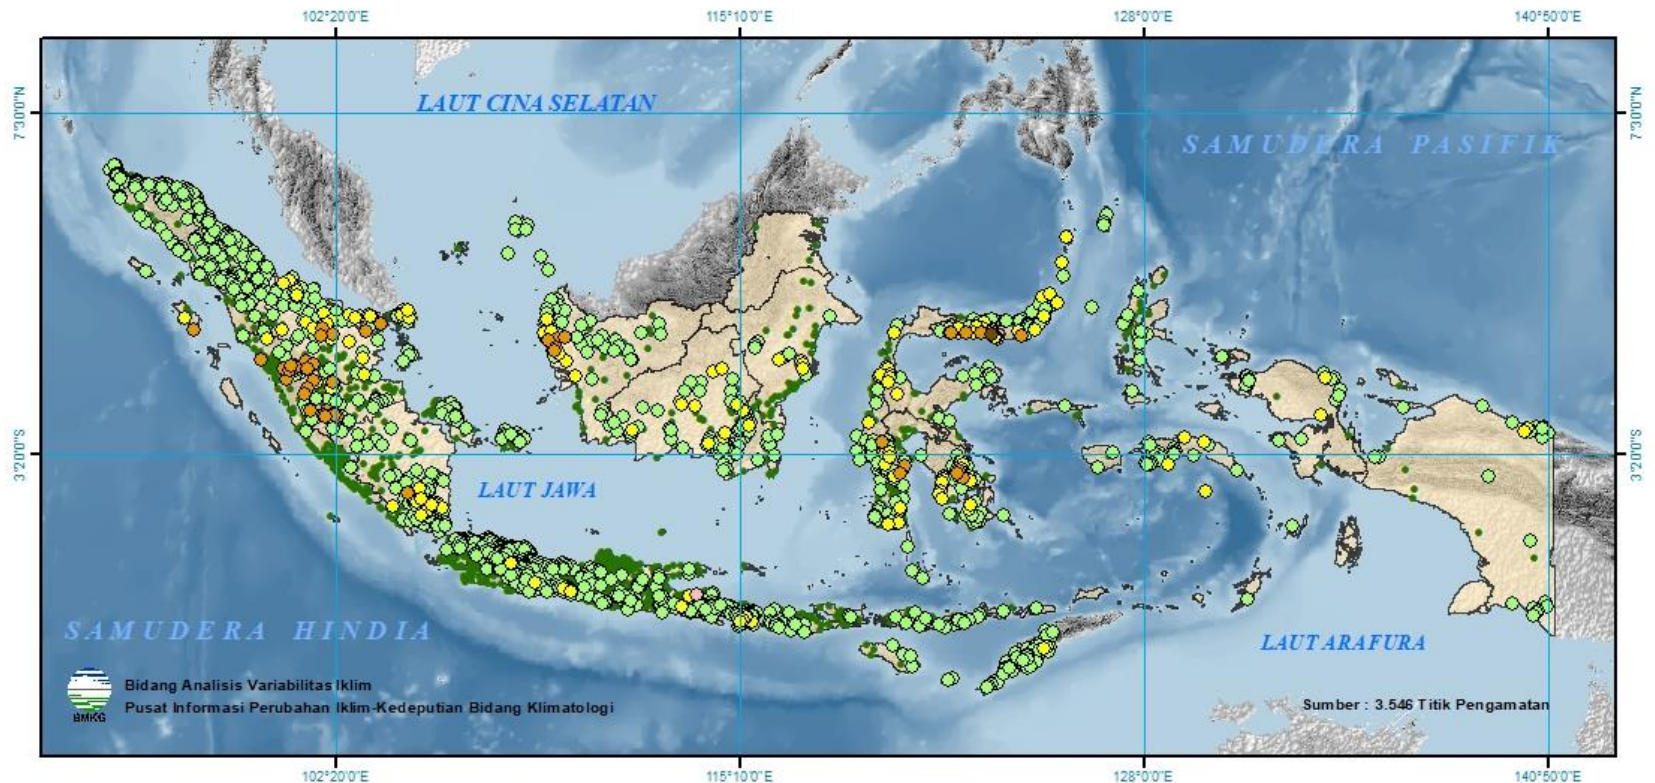 102°20'0"E 115°10'0"E 128°0'0"E 140°50'0"E
7°30'0"N 7°30'0"N
LAUT CINA SELATAN
SAMUDERA PASIFIK
3°20'0"S 3°20'0"S
LAUT JAWA
SAMUDERA HINDIA
LAUT ARAFURA
Bidang Analisis Variabilitas Iklim
Pusat Informasi Perubahan Iklim-Kedeputian Bidang Klimatologi
BMKG
Sumber : 3.546 Titik Pengamatan
102°20'0"E 115°10'0"E 128°0'0"E 140°50'0"E